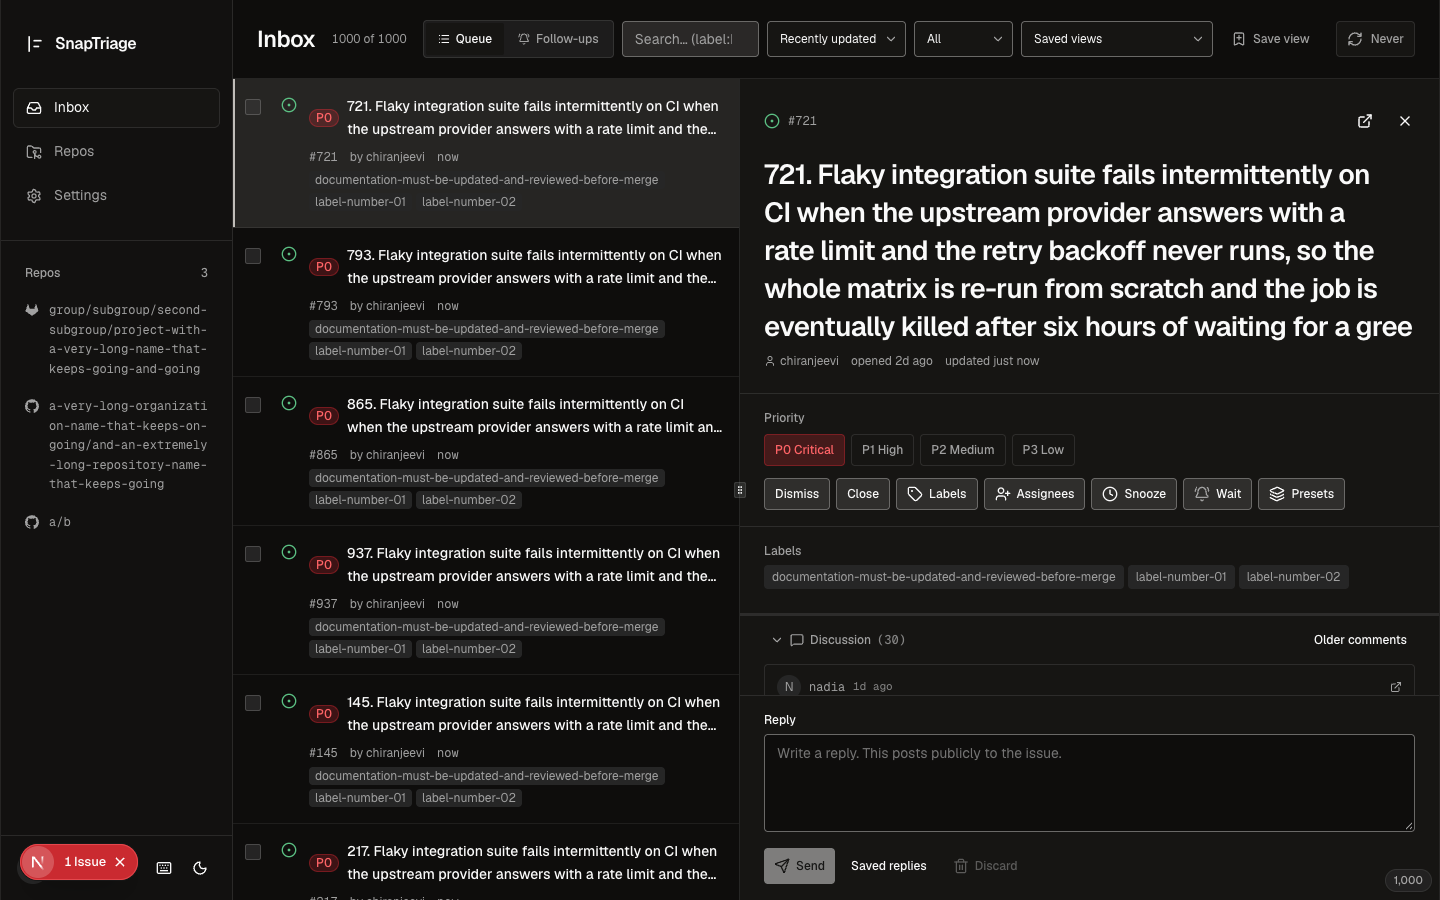 SnapTriage
Inbox
Repos
Settings
Repos 3
group/subgroup/second-
subgroup/project-with-
a-very-long-name-that-
keeps-going-and-going
a-very-long-organizati
on-name-that-keeps-on-
going/and-an-extremely
-long-repository-name-
that-keeps-going
a/b
N 1 Issue
Inbox 1000 of 1000 Queue Follow-ups Search... (label:l Recently updated All Saved views Save view Never
P0 721. Flaky integration suite fails intermittently on CI when
the upstream provider answers with a rate limit and the...
#721 by chiranjeevi now
documentation-must-be-updated-and-reviewed-before-merge
label-number-01 label-number-02
P0 793. Flaky integration suite fails intermittently on CI when
the upstream provider answers with a rate limit and the...
#793 by chiranjeevi now
documentation-must-be-updated-and-reviewed-before-merge
label-number-01 label-number-02
P0 865. Flaky integration suite fails intermittently on CI
when the upstream provider answers with a rate limit an...
#865 by chiranjeevi now
documentation-must-be-updated-and-reviewed-before-merge
label-number-01 label-number-02
P0 937. Flaky integration suite fails intermittently on CI when
the upstream provider answers with a rate limit and the...
#937 by chiranjeevi now
documentation-must-be-updated-and-reviewed-before-merge
label-number-01 label-number-02
P0 145. Flaky integration suite fails intermittently on CI when
the upstream provider answers with a rate limit and the...
#145 by chiranjeevi now
documentation-must-be-updated-and-reviewed-before-merge
label-number-01 label-number-02
P0 217. Flaky integration suite fails intermittently on CI when
the upstream provider answers with a rate limit and the...
#721
721. Flaky integration suite fails intermittently on
CI when the upstream provider answers with a
rate limit and the retry backoff never runs, so the
whole matrix is re-run from scratch and the job is
eventually killed after six hours of waiting for a gree
chiranjeevi opened 2d ago updated just now
Priority
P0 Critical P1 High P2 Medium P3 Low
Dismiss Close Labels Assignees Snooze Wait Presets
Labels
documentation-must-be-updated-and-reviewed-before-merge label-number-01 label-number-02
Discussion (30) Older comments
N nadia 1d ago
Reply
Write a reply. This posts publicly to the issue.
Send Saved replies Discard
1,000